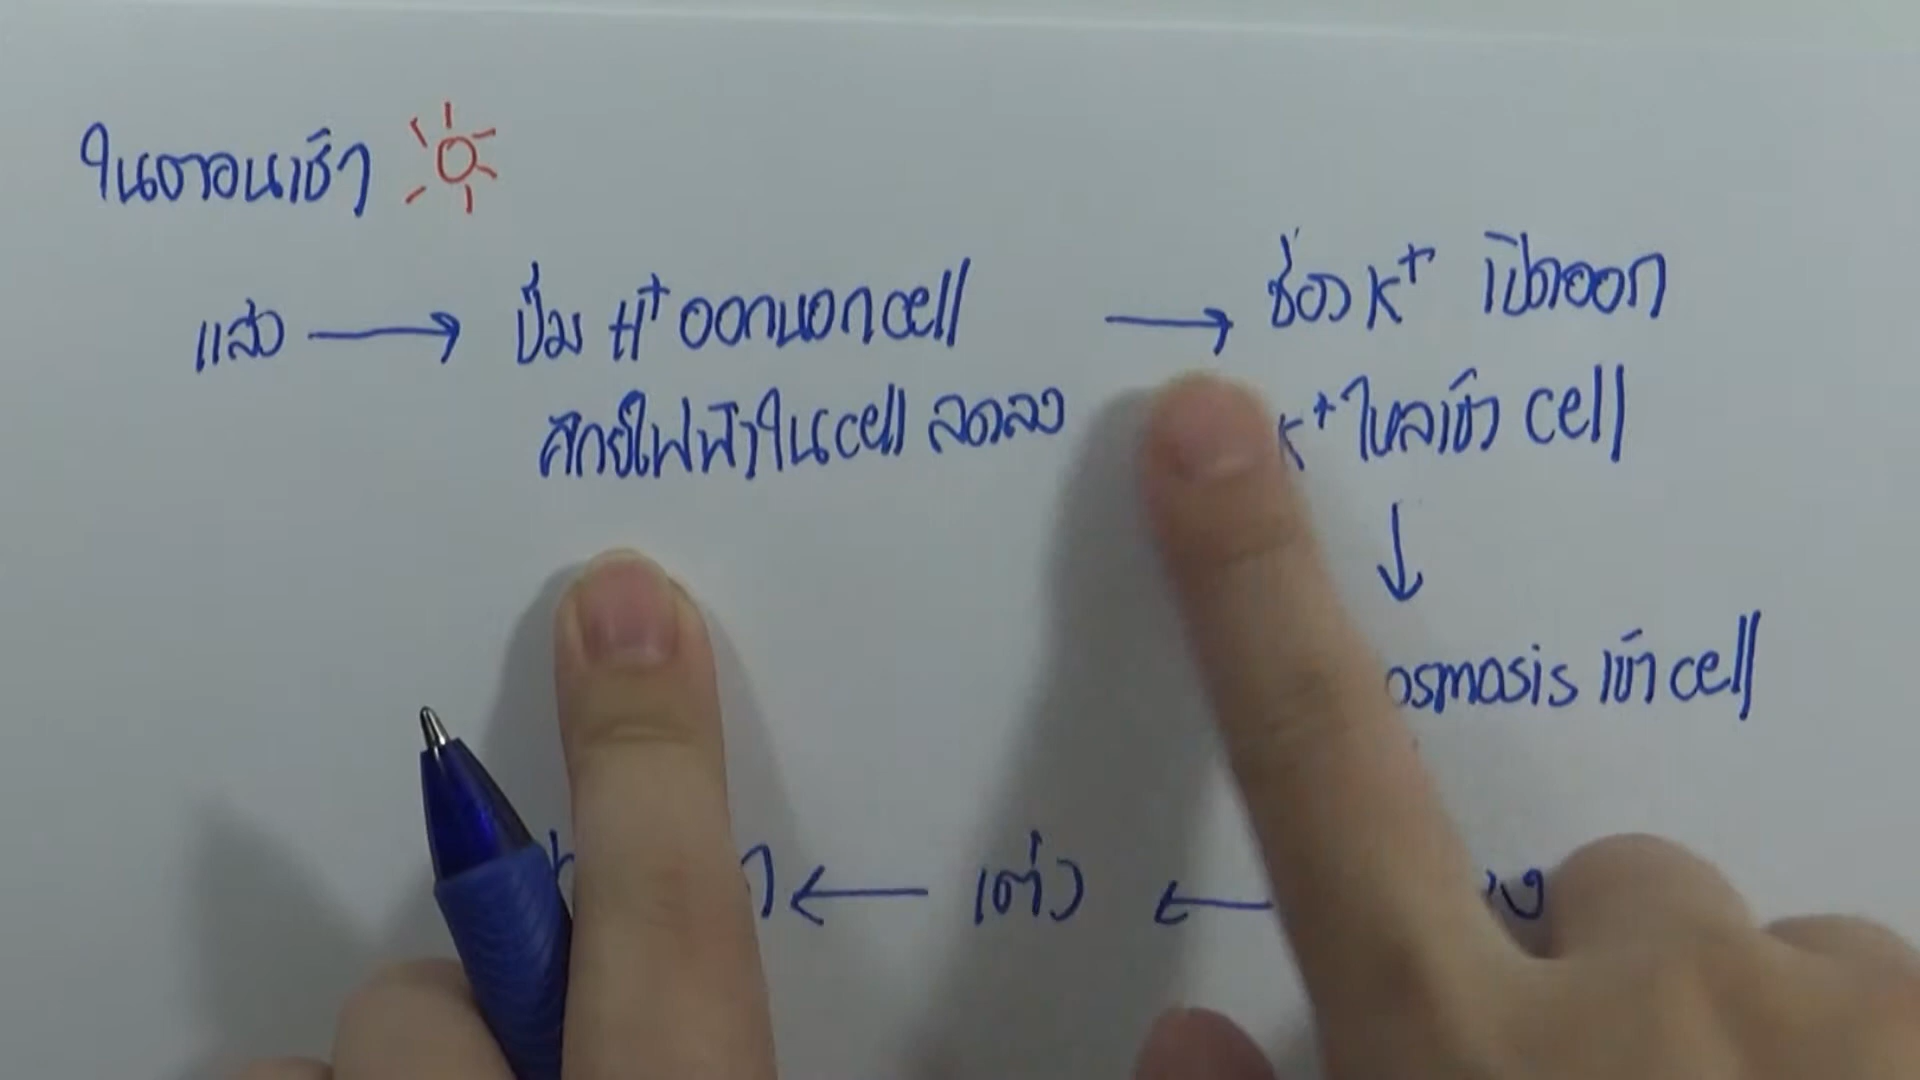 ในตอนเช้า
แสง → ปั๊ม H⁺ ออกนอก cell → ช่อง K⁺ เปิดออก
ศักย์ไฟฟ้าใน cell ลดลง K⁺ ไหลเข้า cell
↓
osmosis เข้า cell
← เต่ง ←